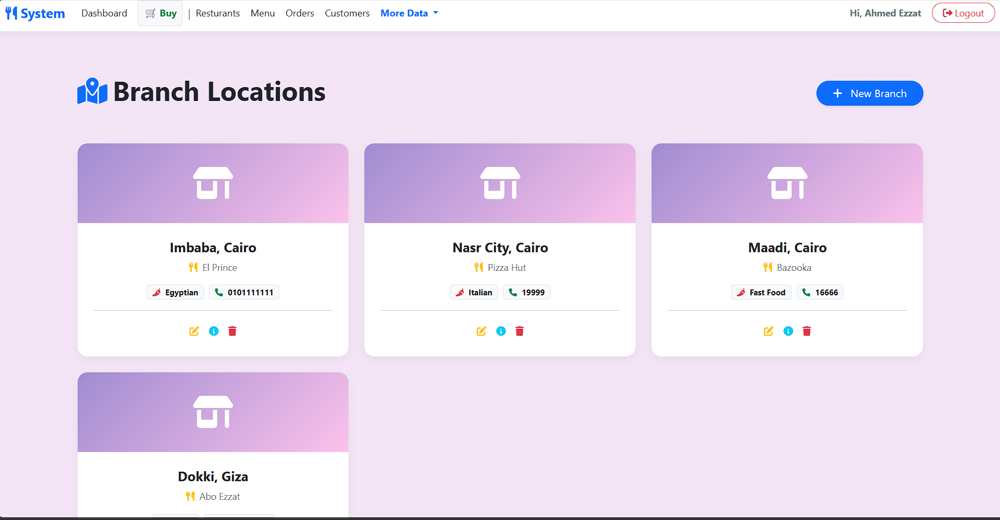 System Dashboard Buy | Resturants Menu Orders Customers More Data Hi, Ahmed Ezzat Logout
Branch Locations
+ New Branch
Imbaba, Cairo
El Prince
Egyptian 0101111111
Nasr City, Cairo
Pizza Hut
Italian 19999
Maadi, Cairo
Bazooka
Fast Food 16666
Dokki, Giza
Abo Ezzat